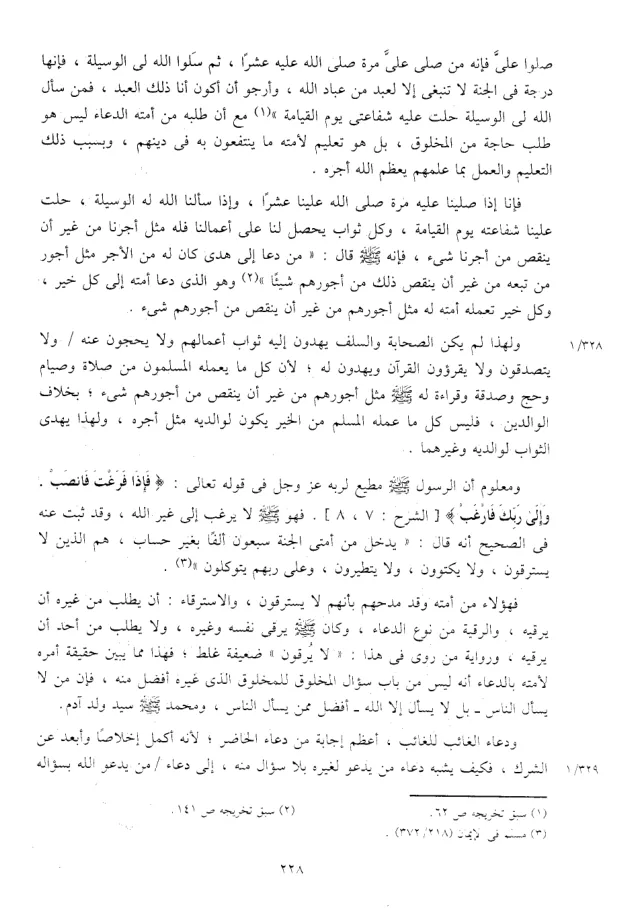 صلوا علىَّ فإنه من صلى علىَّ مرة صلى الله عليه عشرًا ، ثم سَلوا الله لى الوسيلة ، فإنها
درجة فى الجنة لا تنبغى إلا لعبد من عباد الله ، وأرجو أن أكون أنا ذلك العبد ، فمن سأل
الله لى الوسيلة حلت عليه شفاعتى يوم القيامة »(١) مع أن طلبه من أمته الدعاء ليس هو
طلب حاجة من المخلوق ، بل هو تعليم لأمته ما ينتفعون به فى دينهم ، وبسبب ذلك
التعليم والعمل بما علمهم يعظم الله أجره .
فإنا إذا صلينا عليه مرة صلى الله علينا عشرًا ، وإذا سألنا الله له الوسيلة ، حلت
علينا شفاعته يوم القيامة ، وكل ثواب يحصل لنا على أعمالنا فله مثل أجرنا من غير أن
ينقص من أجرنا شىء ، فإنه ﷺ قال : « من دعا إلى هدى كان له من الأجر مثل أجور
من تبعه من غير أن ينقص ذلك من أجورهم شيئًا »(٢) وهو الذى دعا أمته إلى كل خير ،
وكل خير تعمله أمته له مثل أجورهم من غير أن ينقص من أجورهم شىء .
١/٣٢٨ ولهذا لم يكن الصحابة والسلف يهدون إليه ثواب أعمالهم ولا يحجون عنه / ولا
يتصدقون ولا يقرؤون القرآن ويهدون له ؛ لأن كل ما يعمله المسلمون من صلاة وصيام
وحج وصدقة وقراءة له ﷺ مثل أجورهم من غير أن ينقص من أجورهم شىء ؛ بخلاف
الوالدين ، فليس كل ما عمله المسلم من الخير يكون لوالديه مثل أجره ، ولهذا يهدى
الثواب لوالديه وغيرهما .
ومعلوم أن الرسول ﷺ مطيع لربه عز وجل فى قوله تعالى : ﴿ فَإِذَا فَرَغْتَ فَانصَبْ .
وَإِلَىٰ رَبِّكَ فَارْغَب ﴾ [ الشرح : ٧ ، ٨ ] . فهو ﷺ لا يرغب إلى غير الله ، وقد ثبت عنه
فى الصحيح أنه قال : « يدخل من أمتى الجنة سبعون ألفًا بغير حساب ، هم الذين لا
يسترقون ، ولا يكتوون ، ولا يتطيرون ، وعلى ربهم يتوكلون »(٣) .
فهؤلاء من أمته وقد مدحهم بأنهم لا يسترقون ، والاسترقاء : أن يطلب من غيره أن
يرقيه ، والرقية من نوع الدعاء ، وكان ﷺ يرقى نفسه وغيره ، ولا يطلب من أحد أن
يرقيه ، ورواية من روى فى هذا : « لا يُرقون » ضعيفة غلط ؛ فهذا مما يبين حقيقة أمره
لأمته بالدعاء أنه ليس من باب سؤال المخلوق للمخلوق الذى غيره أفضل منه ، فإن من لا
يسأل الناس ـ بل لا يسأل إلا الله ـ أفضل ممن يسأل الناس ، ومحمد ﷺ سيد ولد آدم .
ودعاء الغائب للغائب ، أعظم إجابة من دعاء الحاضر ؛ لأنه أكمل إخلاصًا وأبعد عن
١/٣٢٩ الشرك ، فكيف يشبه دعاء من يدعو لغيره بلا سؤال منه ، إلى دعاء / من يدعو الله بسؤاله
(١) سبق تخريجه ص ٦٢. (٢) سبق تخريجه ص ١٤١.
(٣) مسلم فى الإيمان (٣٧٢/٢١٨) .
٢٢٨